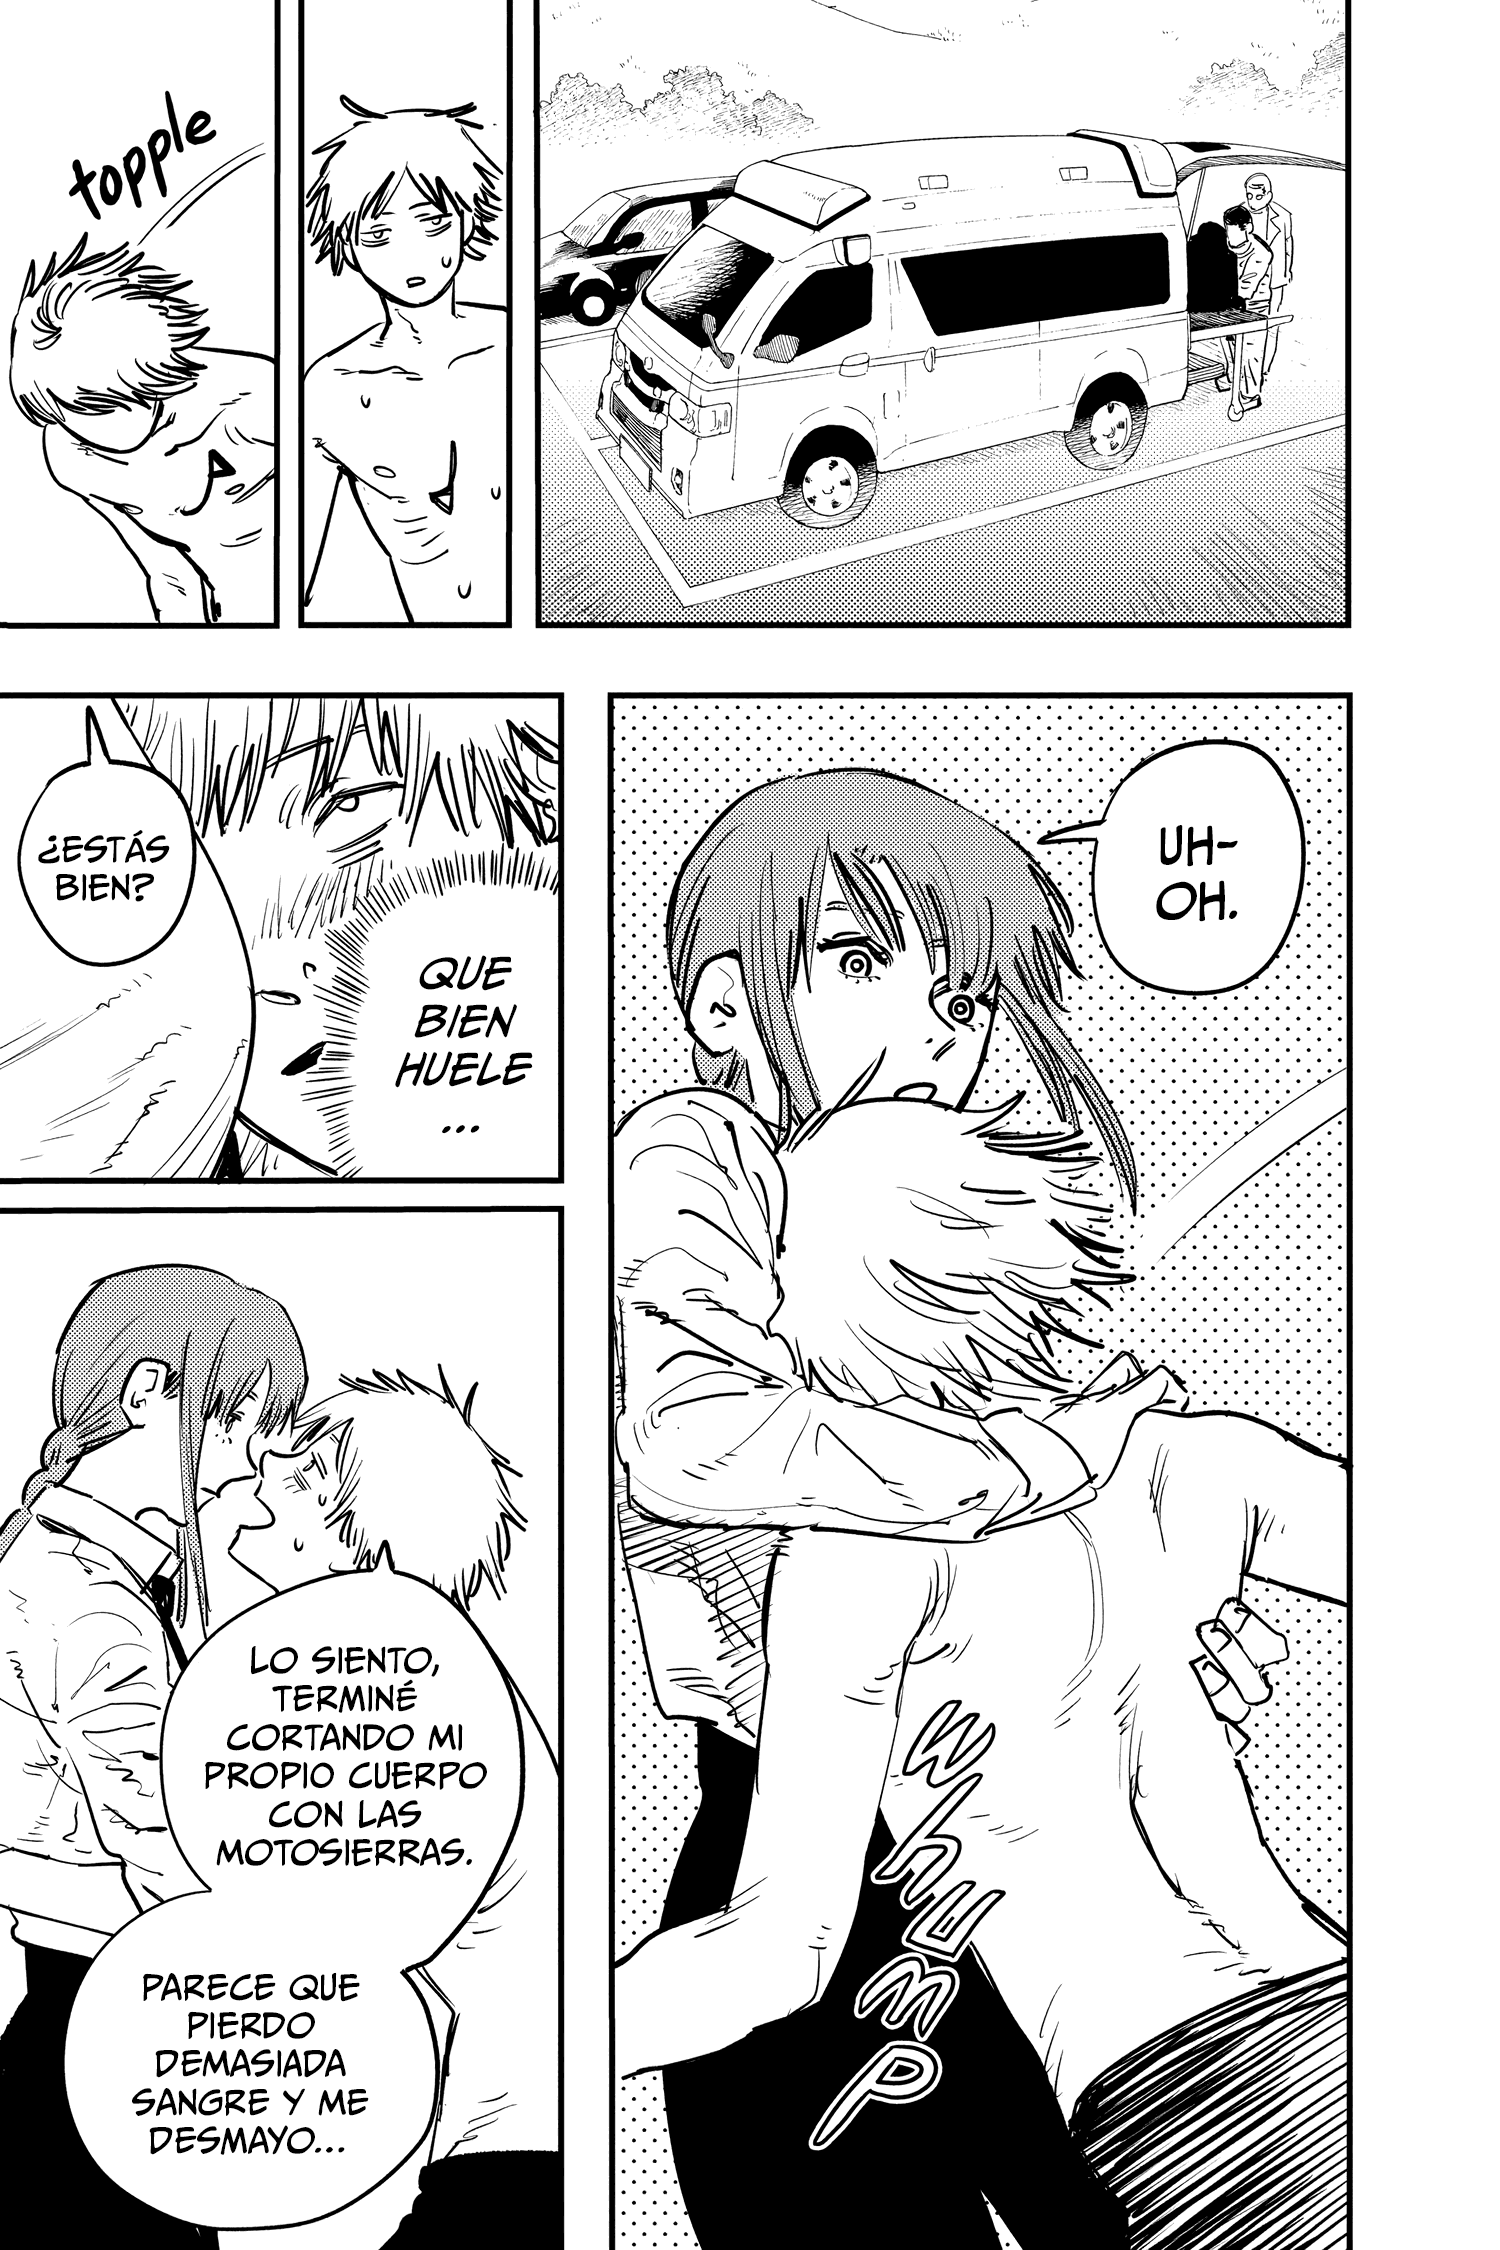 topple
UH-
OH.
WHUMP
¿ESTÁS
BIEN?
QUE
BIEN
HUELE
...
LO SIENTO,
TERMINÉ
CORTANDO MI
PROPIO CUERPO
CON LAS
MOTOSIERRAS.
PARECE QUE
PIERDO
DEMASIADA
SANGRE Y ME
DESMAYO...